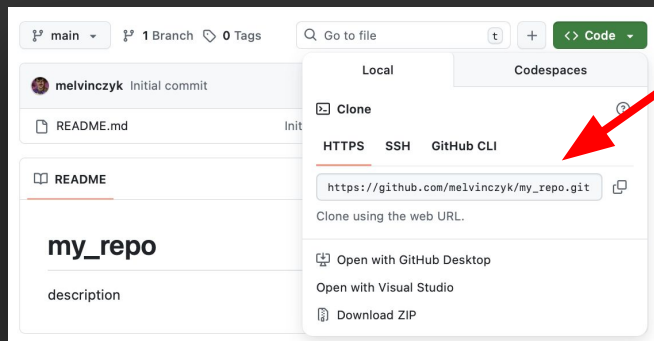 main
1 Branch
0 Tags
Go to file
t
Code
melvinczyk Initial commit
README.md
Init
README
my_repo
description
Local
Codespaces
Clone
?
HTTPS
SSH
GitHub CLI
https://github.com/melvinczyk/my_repo.git
Clone using the web URL.
Open with GitHub Desktop
Open with Visual Studio
Download ZIP